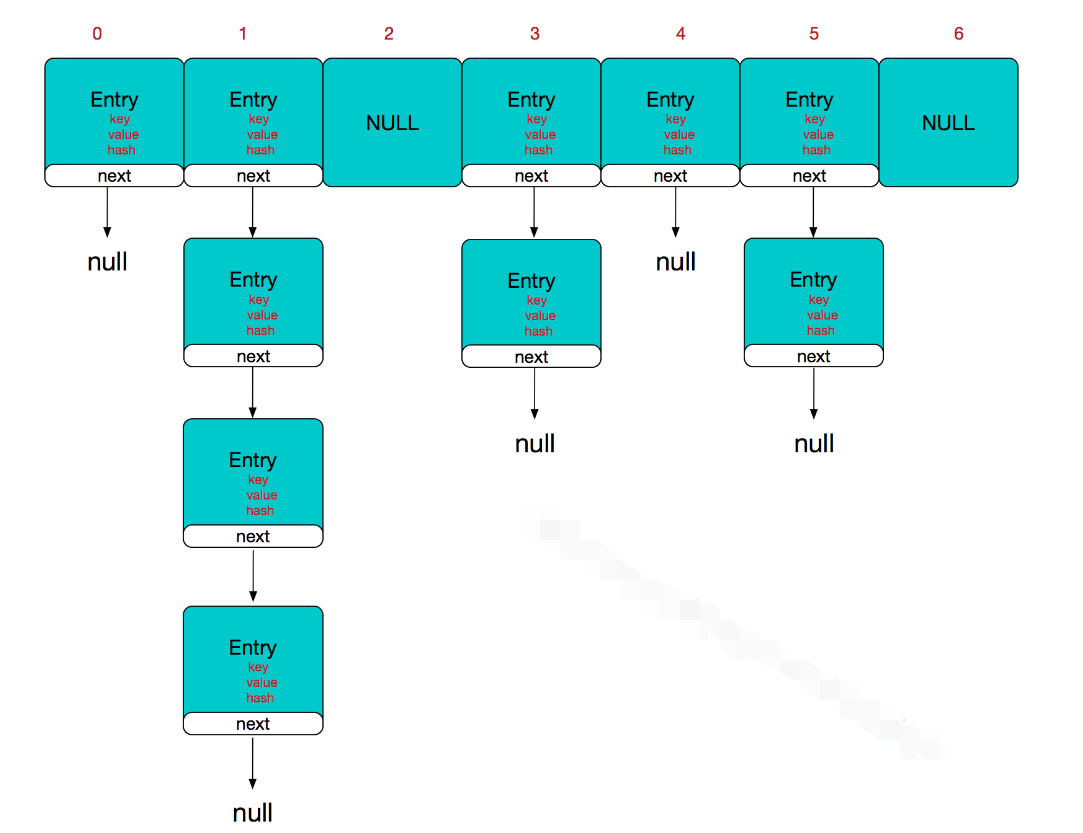 0 1 2 3 4 5 6
Entry Entry NULL Entry Entry Entry NULL
key key key key key
value value value value value
hash hash hash hash hash
next next next next next
null null
Entry Entry Entry
key key key
value value value
hash hash hash
next next next
null null
Entry
key
value
hash
next
Entry
key
value
hash
next
null